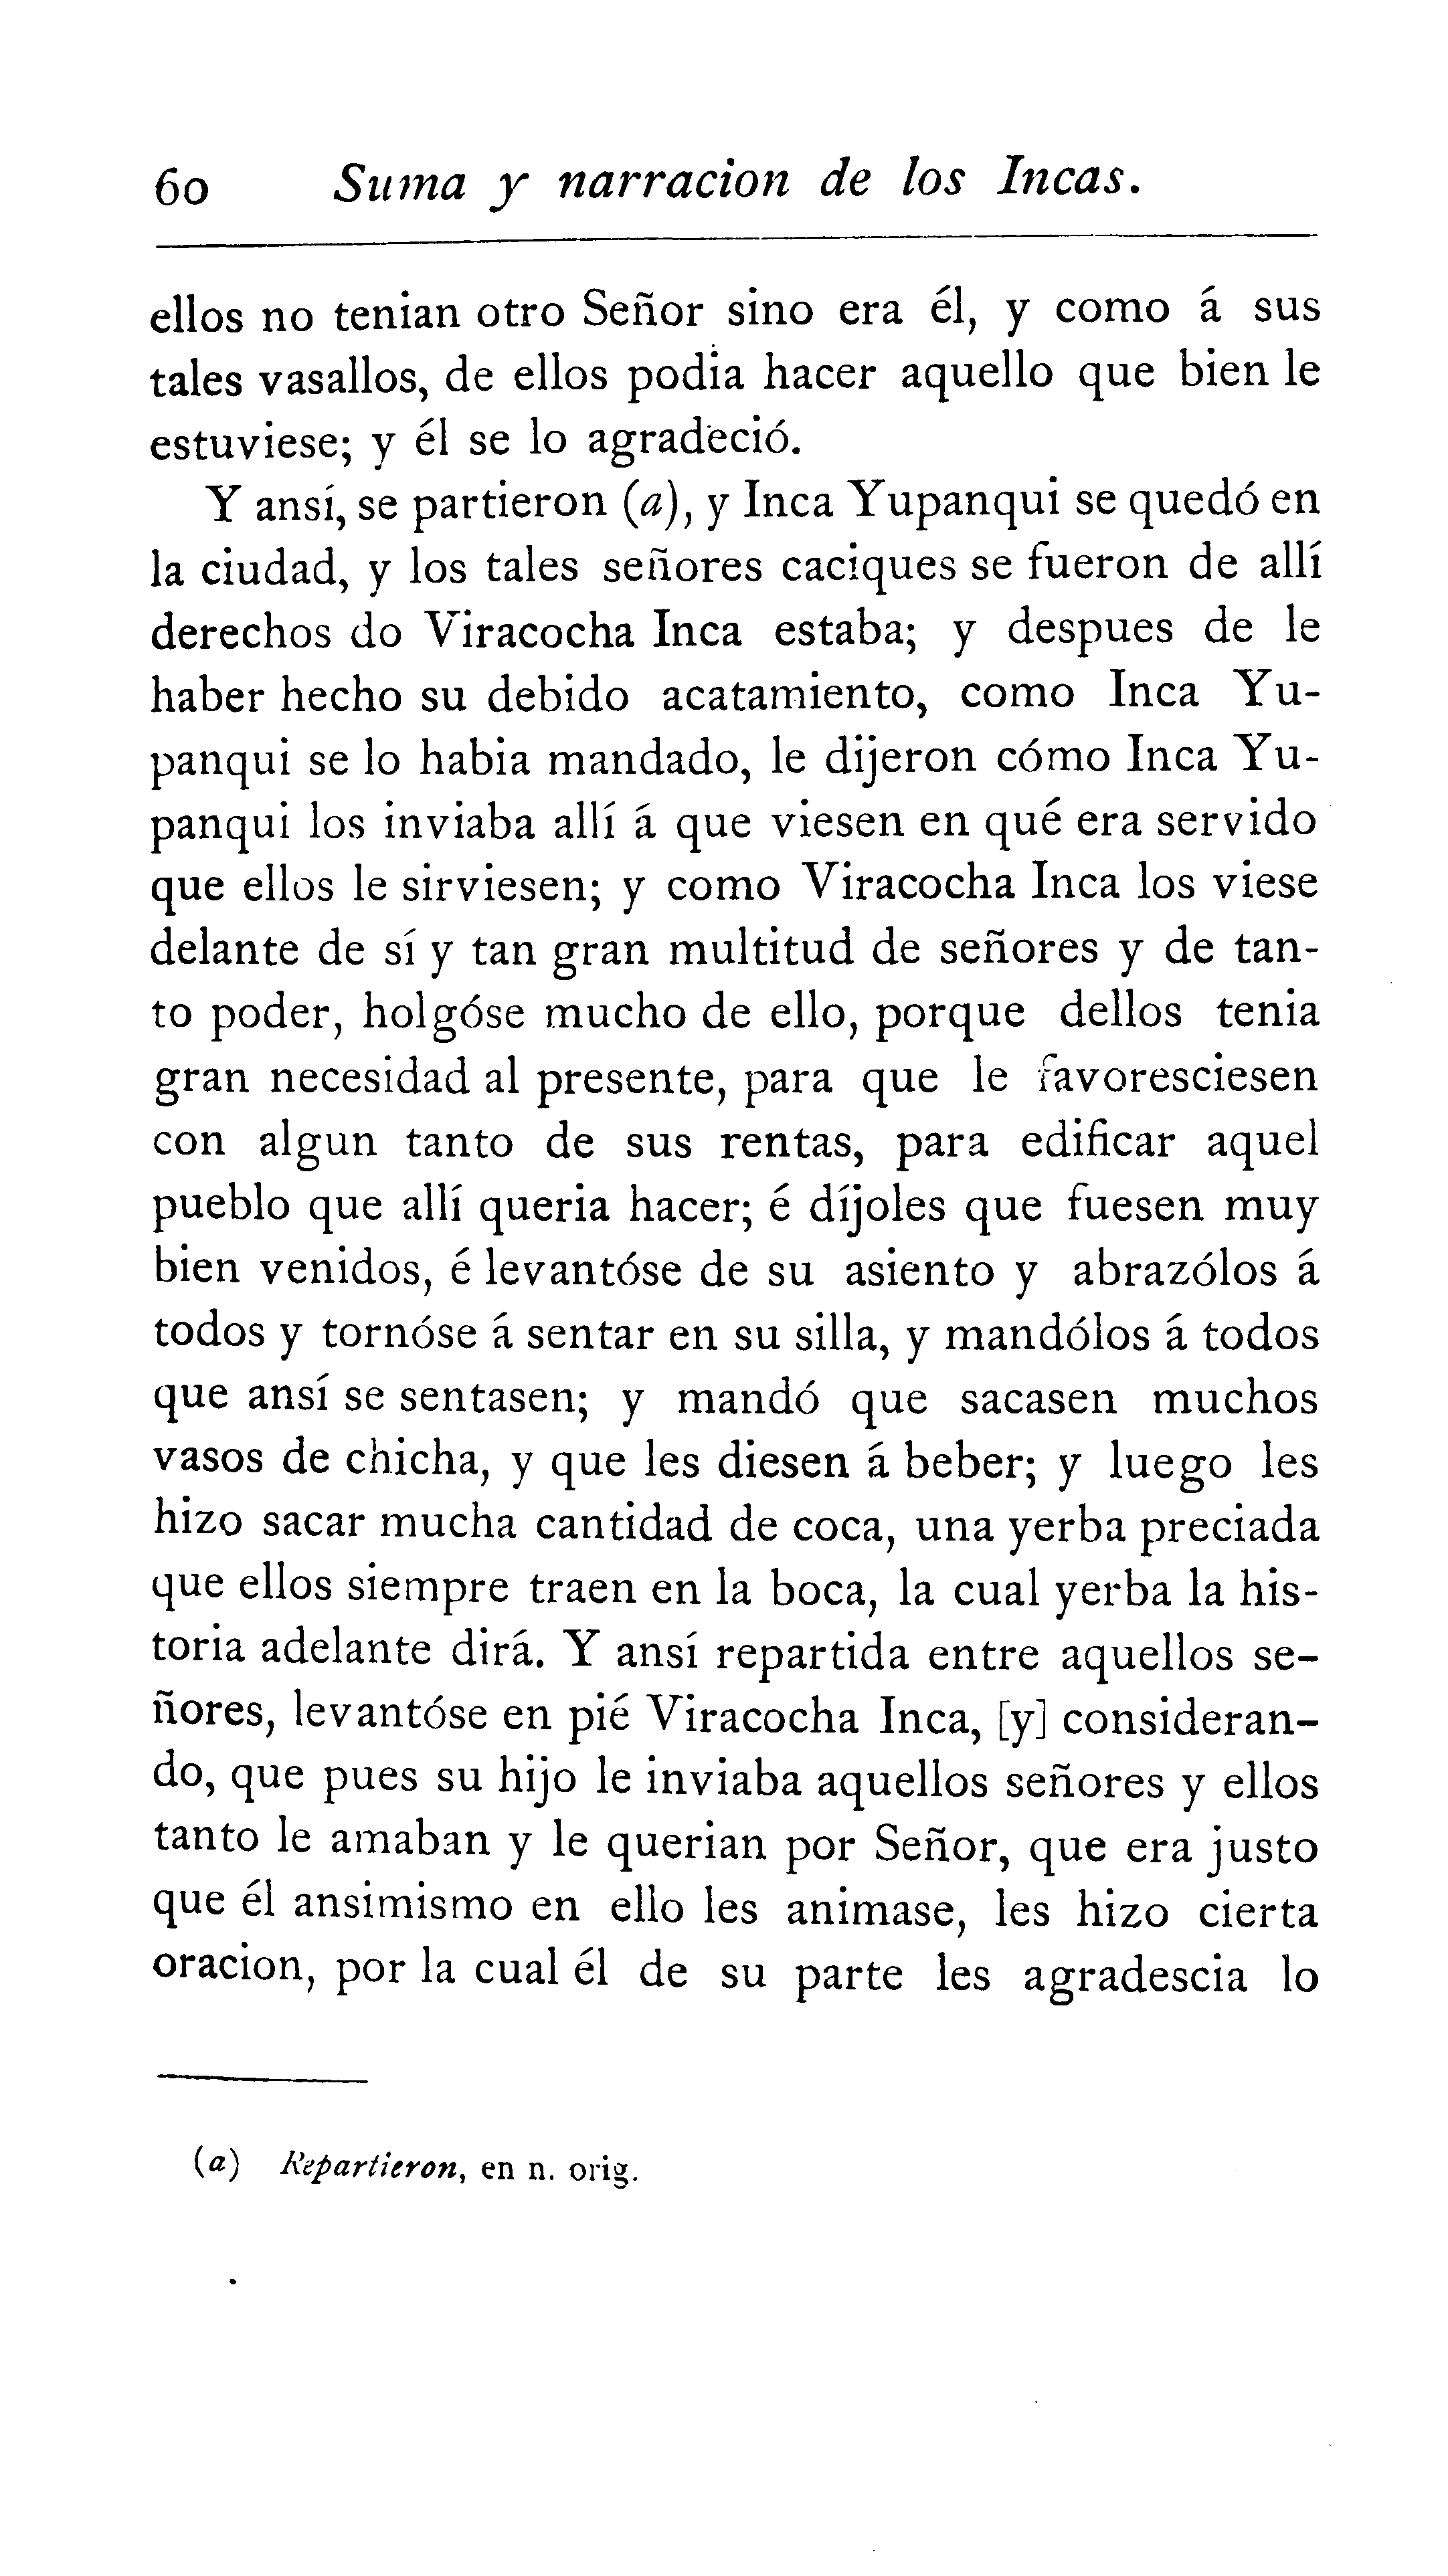 60 Suma y narracion de los Incas.
ellos no tenian otro Señor sino era él, y como á sus
tales vasallos, de ellos podia hacer aquello que bien le
estuviese; y él se lo agradeció.
Y ansí, se partieron (a), y Inca Yupanqui se quedó en
la ciudad, y los tales señores caciques se fueron de allí
derechos do Viracocha Inca estaba; y despues de le
haber hecho su debido acatamiento, como Inca Yu-
panqui se lo habia mandado, le dijeron cómo Inca Yu-
panqui los inviaba allí á que viesen en qué era servido
que ellos le sirviesen; y como Viracocha Inca los viese
delante de sí y tan gran multitud de señores y de tan-
to poder, holgóse mucho de ello, porque dellos tenia
gran necesidad al presente, para que le favoresciesen
con algun tanto de sus rentas, para edificar aquel
pueblo que allí queria hacer; é díjoles que fuesen muy
bien venidos, é levantóse de su asiento y abrazólos á
todos y tornóse á sentar en su silla, y mandólos á todos
que ansí se sentasen; y mandó que sacasen muchos
vasos de chicha, y que les diesen á beber; y luego les
hizo sacar mucha cantidad de coca, una yerba preciada
que ellos siempre traen en la boca, la cual yerba la his-
toria adelante dirá. Y ansí repartida entre aquellos se-
ñores, levantóse en pié Viracocha Inca, [y] consideran-
do, que pues su hijo le inviaba aquellos señores y ellos
tanto le amaban y le querian por Señor, que era justo
que él ansimismo en ello les animase, les hizo cierta
oracion, por la cual él de su parte les agradescia lo
(a) Repartieron, en n. orig.